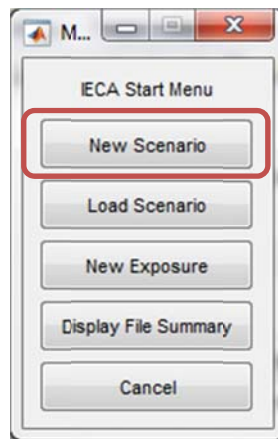 M...
IECA Start Menu
New Scenario
Load Scenario
New Exposure
Display File Summary
Cancel